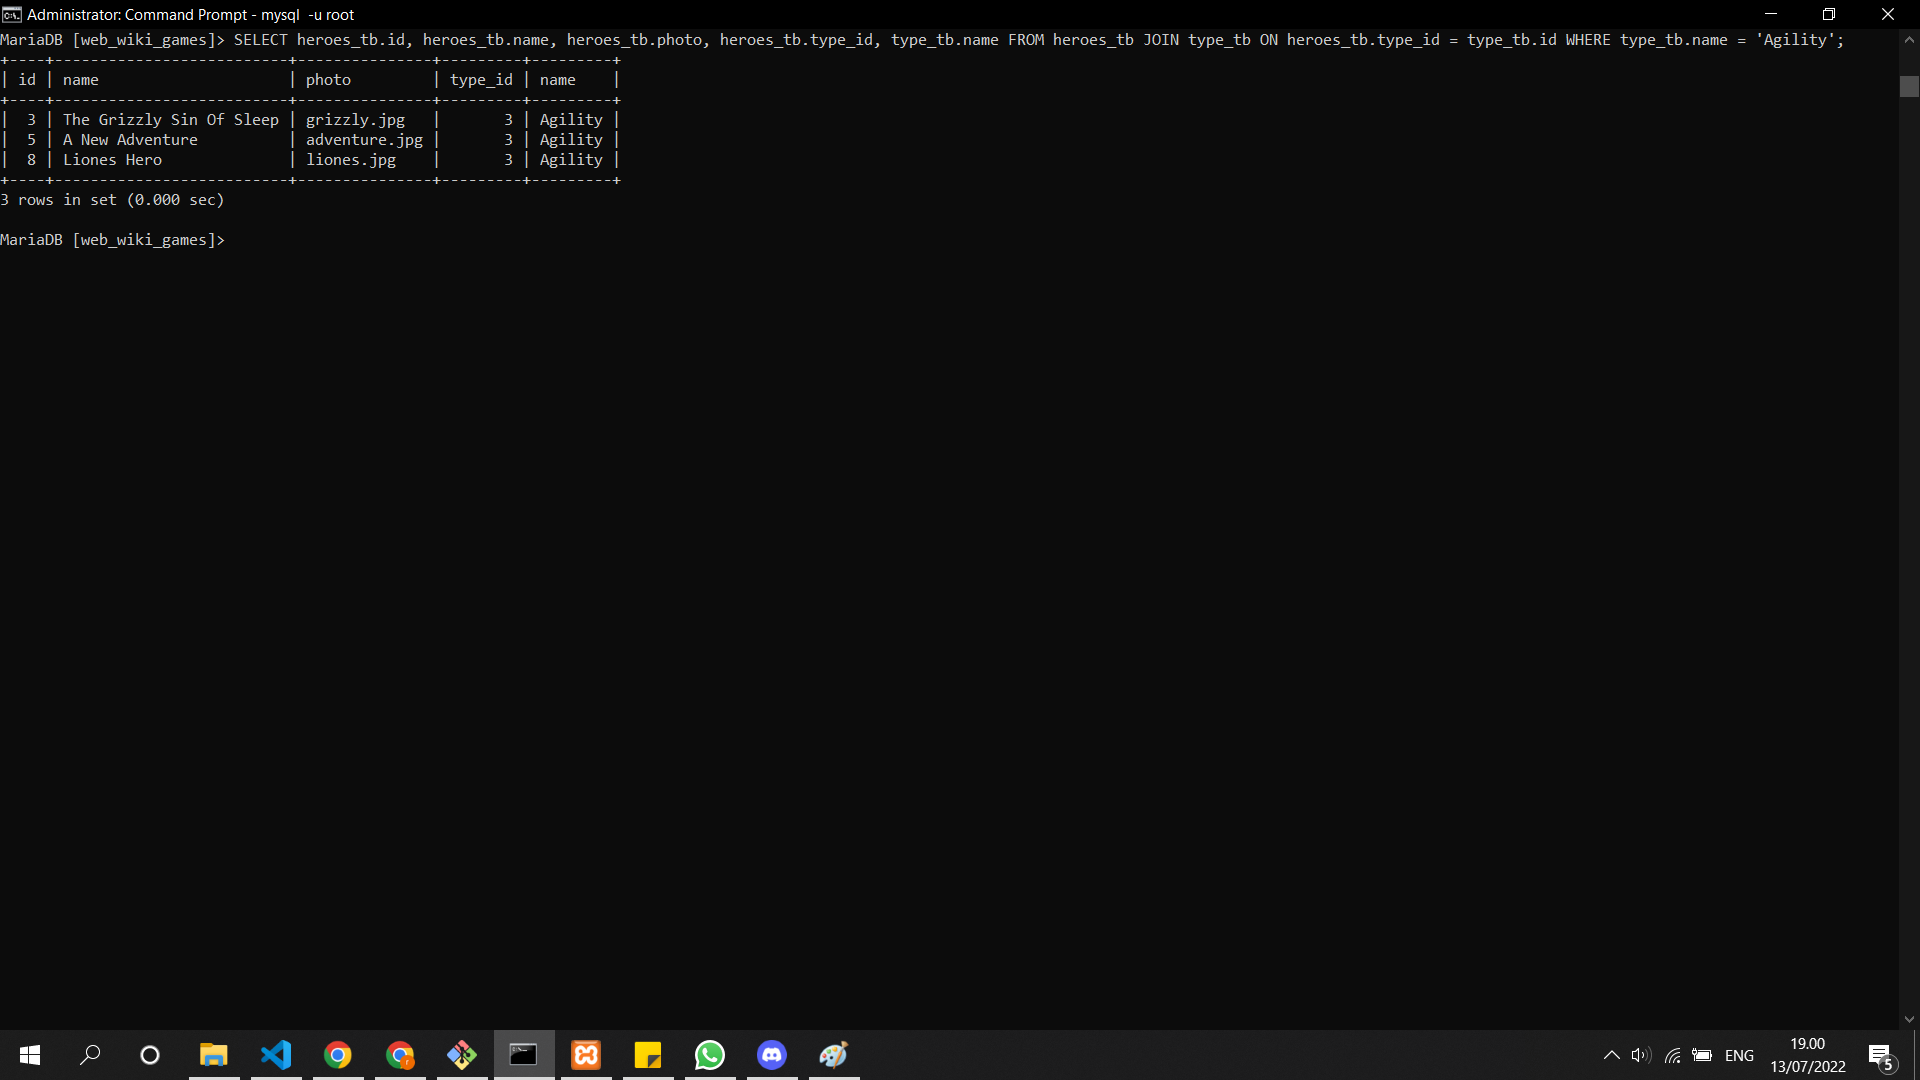 Administrator: Command Prompt - mysql  -u root
MariaDB [web_wiki_games]> SELECT heroes_tb.id, heroes_tb.name, heroes_tb.photo, heroes_tb.type_id, type_tb.name FROM heroes_tb JOIN type_tb ON heroes_tb.type_id = type_tb.id WHERE type_tb.name = 'Agility';
+----+--------------------------+---------------+---------+---------+
| id | name                     | photo         | type_id | name    |
+----+--------------------------+---------------+---------+---------+
|  3 | The Grizzly Sin Of Sleep | grizzly.jpg   |       3 | Agility |
|  5 | A New Adventure          | adventure.jpg |       3 | Agility |
|  8 | Liones Hero              | liones.jpg    |       3 | Agility |
+----+--------------------------+---------------+---------+---------+
3 rows in set (0.000 sec)
MariaDB [web_wiki_games]>
ENG
19.00
13/07/2022
5